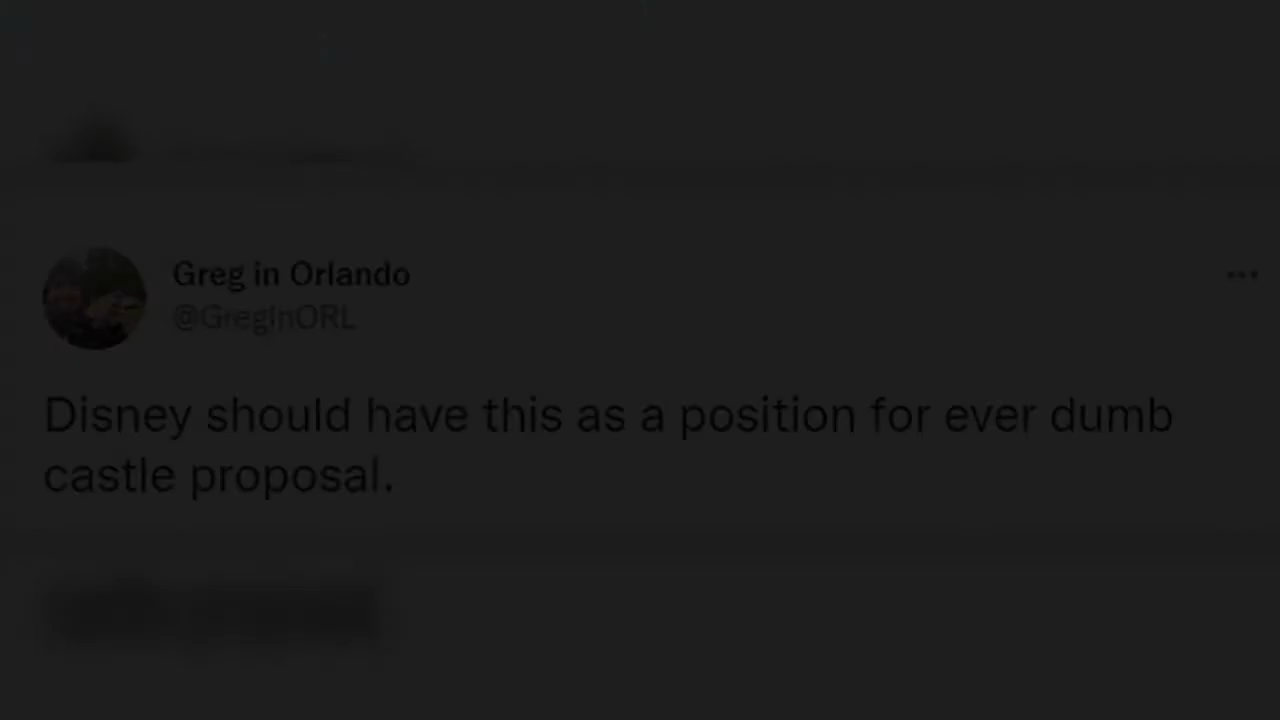 Greg in Orlando
@GregInORL
Disney should have this as a position for ever dumb
castle proposal.